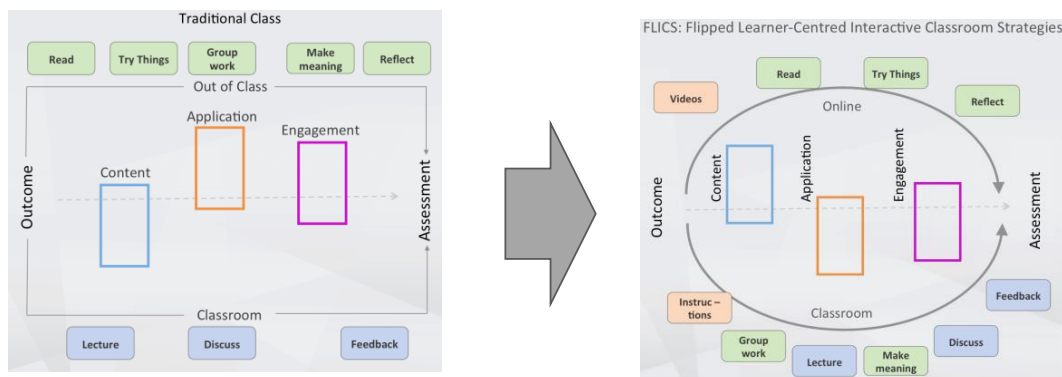 Traditional Class
Read
Try Things
Group
work
Make
meaning
Reflect
Out of Class
Application
Engagement
Content
Outcome
Assessment
Classroom
Lecture
Discuss
Feedback
FLICS: Flipped Learner-Centred Interactive Classroom Strategies
Read
Try Things
Videos
Reflect
Online
Content
Application
Engagement
Outcome
Assessment
Feedback
Instruc –
tions
Classroom
Group
work
Lecture
Make
meaning
Discuss